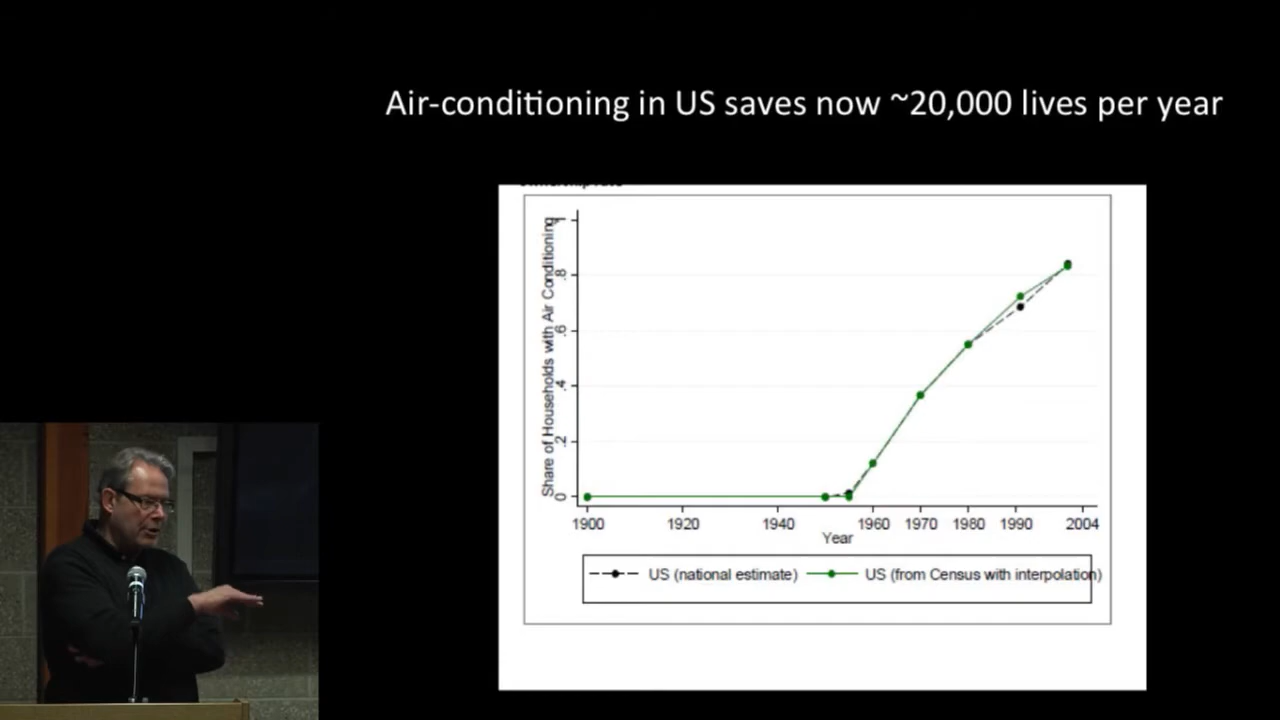 Air-conditioning in US saves now ~20,000 lives per year
Share of Households with Air Conditioning
1
.8
.6
.4
.2
0
1900 1920 1940 1960 1970 1980 1990 2004
Year
US (national estimate) US (from Census with interpolation)